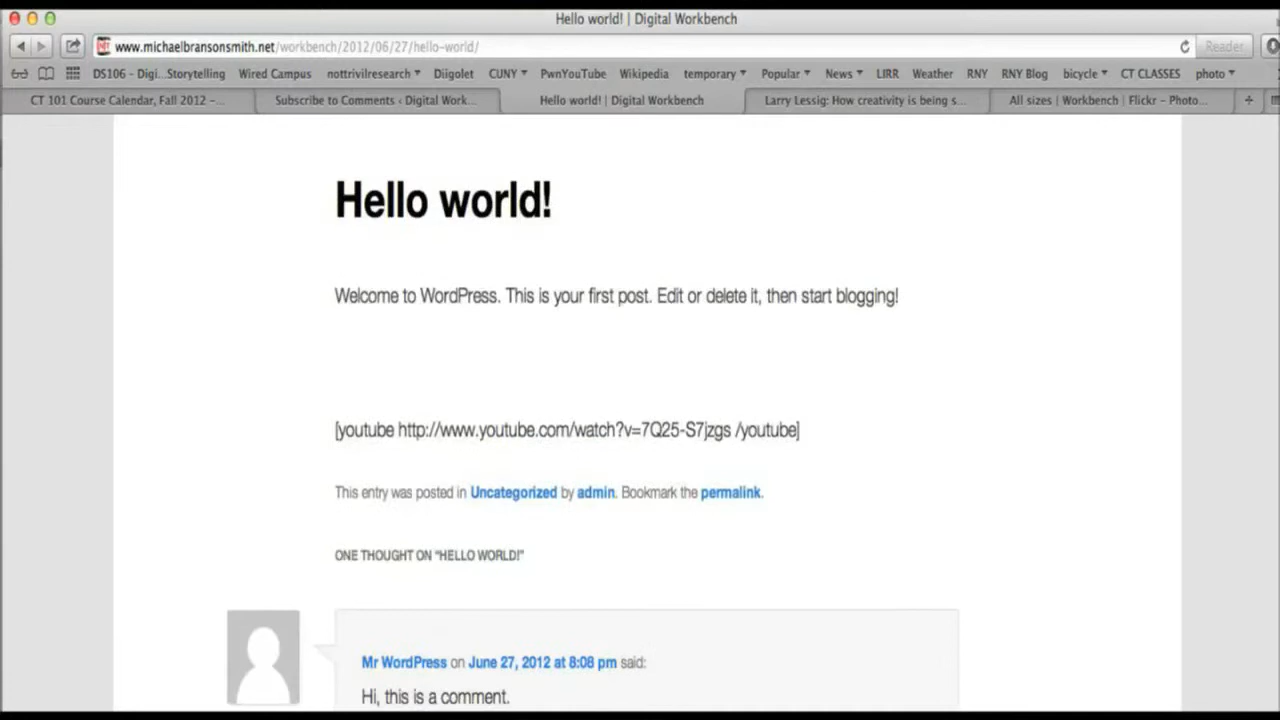 Hello world! | Digital Workbench
www.michaelbransonsmith.net/workbench/2012/06/27/hello-world/
Reader
DS106 - Digi...Storytelling Wired Campus nottrivilresearch Diigolet CUNY PwnYouTube Wikipedia temporary Popular News LIRR Weather RNY RNY Blog bicycle CT CLASSES photo
CT 101 Course Calendar, Fall 2012 -... Subscribe to Comments ‹ Digital Work... Hello world! | Digital Workbench Larry Lessig: How creativity is being s... All sizes | Workbench | Flickr - Photo... +
Hello world!
Welcome to WordPress. This is your first post. Edit or delete it, then start blogging!
[youtube http://www.youtube.com/watch?v=7Q25-S7jzgs /youtube]
This entry was posted in Uncategorized by admin. Bookmark the permalink.
ONE THOUGHT ON "HELLO WORLD!"
Mr WordPress on June 27, 2012 at 8:08 pm said:
Hi, this is a comment.